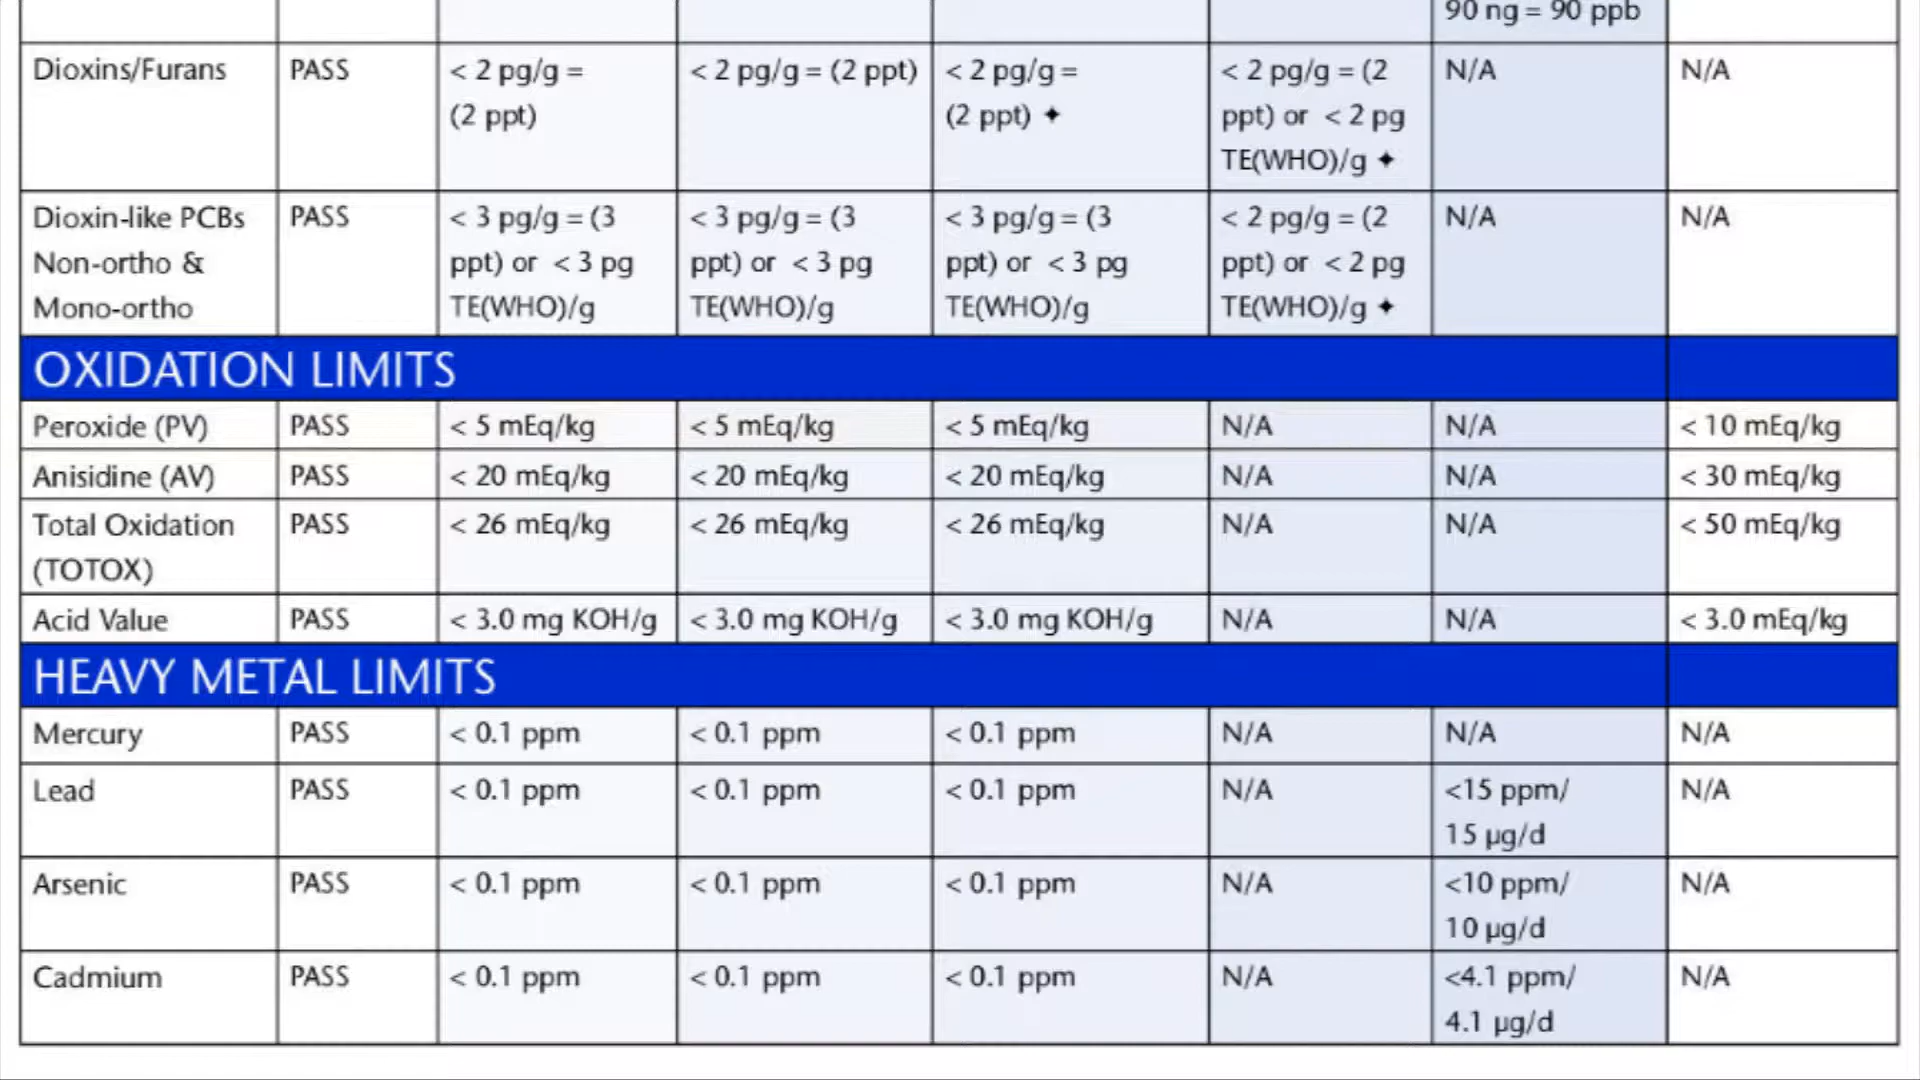 90 ng = 90 ppb
Dioxins/Furans PASS < 2 pg/g = < 2 pg/g = (2 ppt) < 2 pg/g = < 2 pg/g = (2 N/A N/A
(2 ppt) (2 ppt) ✦ ppt) or < 2 pg
TE(WHO)/g ✦
Dioxin-like PCBs PASS < 3 pg/g = (3 < 3 pg/g = (3 < 3 pg/g = (3 < 2 pg/g = (2 N/A N/A
Non-ortho & ppt) or < 3 pg ppt) or < 3 pg ppt) or < 3 pg ppt) or < 2 pg
Mono-ortho TE(WHO)/g TE(WHO)/g TE(WHO)/g TE(WHO)/g ✦
OXIDATION LIMITS
Peroxide (PV) PASS < 5 mEq/kg < 5 mEq/kg < 5 mEq/kg N/A N/A < 10 mEq/kg
Anisidine (AV) PASS < 20 mEq/kg < 20 mEq/kg < 20 mEq/kg N/A N/A < 30 mEq/kg
Total Oxidation PASS < 26 mEq/kg < 26 mEq/kg < 26 mEq/kg N/A N/A < 50 mEq/kg
(TOTOX)
Acid Value PASS < 3.0 mg KOH/g < 3.0 mg KOH/g < 3.0 mg KOH/g N/A N/A < 3.0 mEq/kg
HEAVY METAL LIMITS
Mercury PASS < 0.1 ppm < 0.1 ppm < 0.1 ppm N/A N/A N/A
Lead PASS < 0.1 ppm < 0.1 ppm < 0.1 ppm N/A <15 ppm/ N/A
15 µg/d
Arsenic PASS < 0.1 ppm < 0.1 ppm < 0.1 ppm N/A <10 ppm/ N/A
10 µg/d
Cadmium PASS < 0.1 ppm < 0.1 ppm < 0.1 ppm N/A <4.1 ppm/ N/A
4.1 µg/d